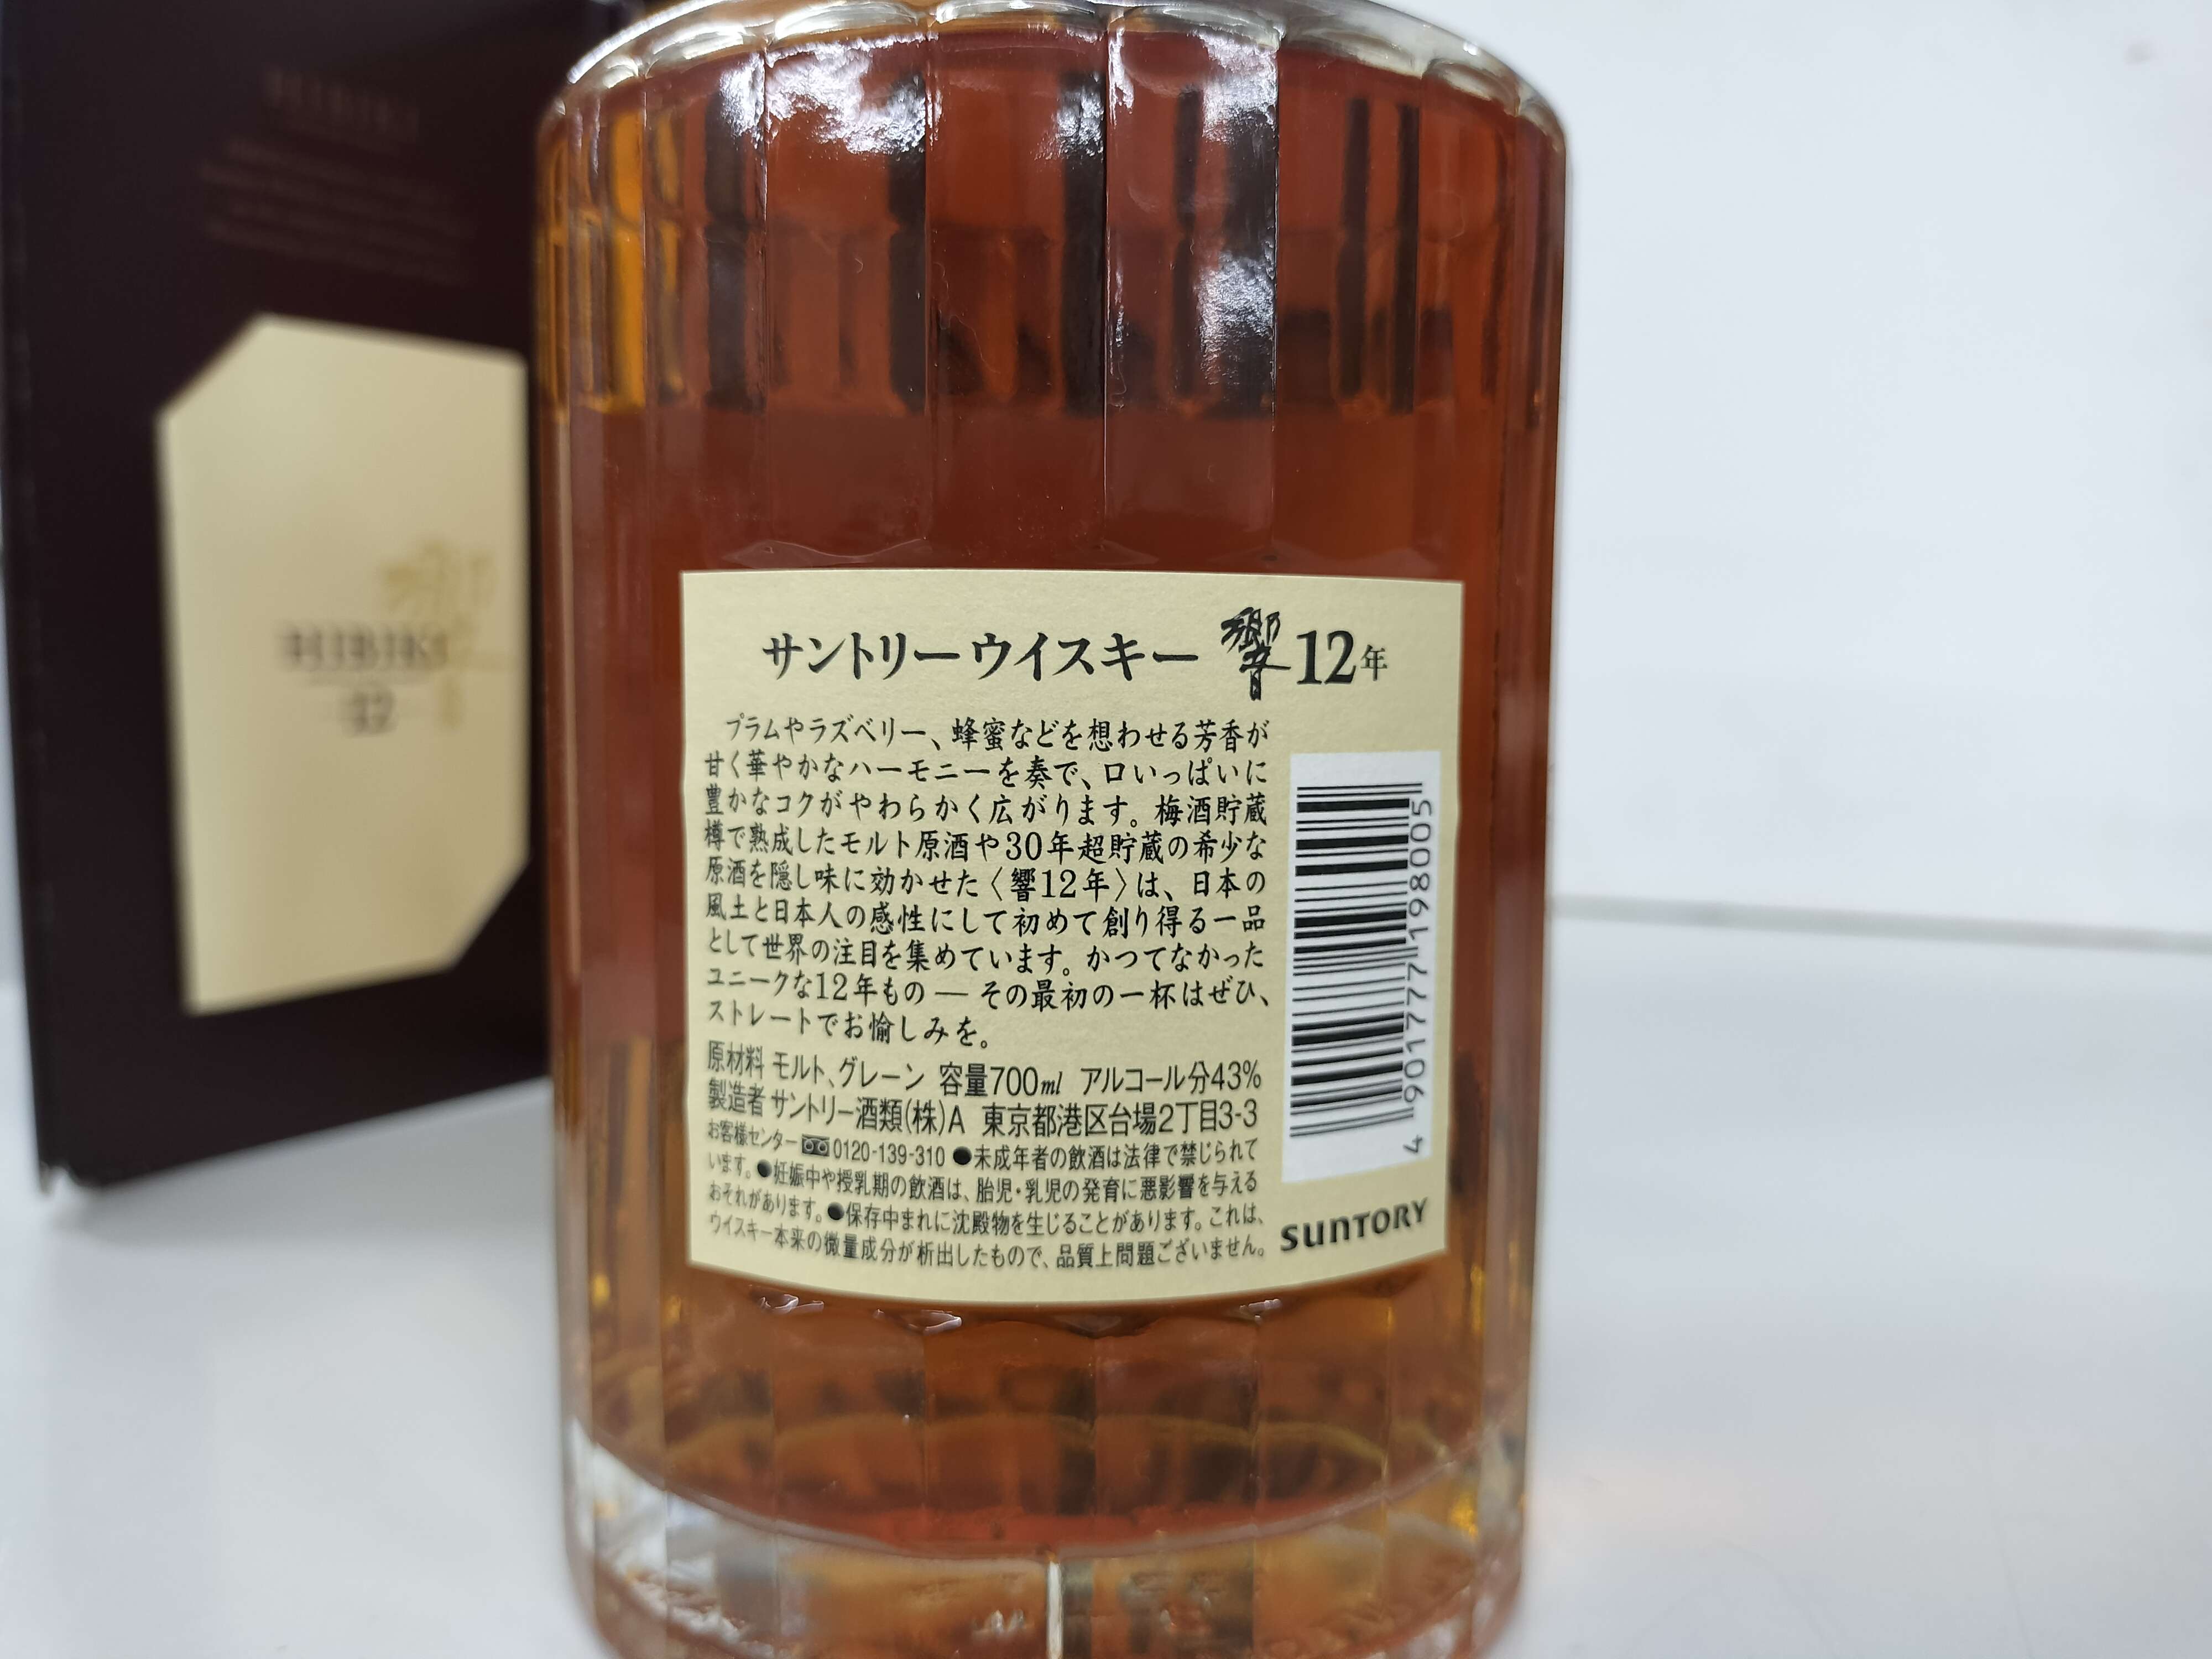 HIBIKI
HIBIKI
12
サントリーウイスキー 響 12年
プラムやラズベリー、蜂蜜などを想わせる芳香が
甘く華やかなハーモニーを奏で、口いっぱいに
豊かなコクがやわらかく広がります。梅酒貯蔵
樽で熟成したモルト原酒や30年超貯蔵の希少な
原酒を隠し味に効かせた〈響12年〉は、日本の
風土と日本人の感性にして初めて創り得る一品
として世界の注目を集めています。かつてなかった
ユニークな12年もの ― その最初の一杯はぜひ、
ストレートでお愉しみを。
原材料 モルト、グレーン 容量700ml アルコール分43%
製造者 サントリー酒類(株)A 東京都港区台場2丁目3-3
お客様センター 0120-139-310 ●未成年者の飲酒は法律で禁じられて
います。●妊娠中や授乳期の飲酒は、胎児・乳児の発育に悪影響を与える
おそれがあります。●保存中まれに沈殿物を生じることがあります。これは、
ウイスキー本来の微量成分が析出したもので、品質上問題ございません。
4 901777 198005
SUNTORY